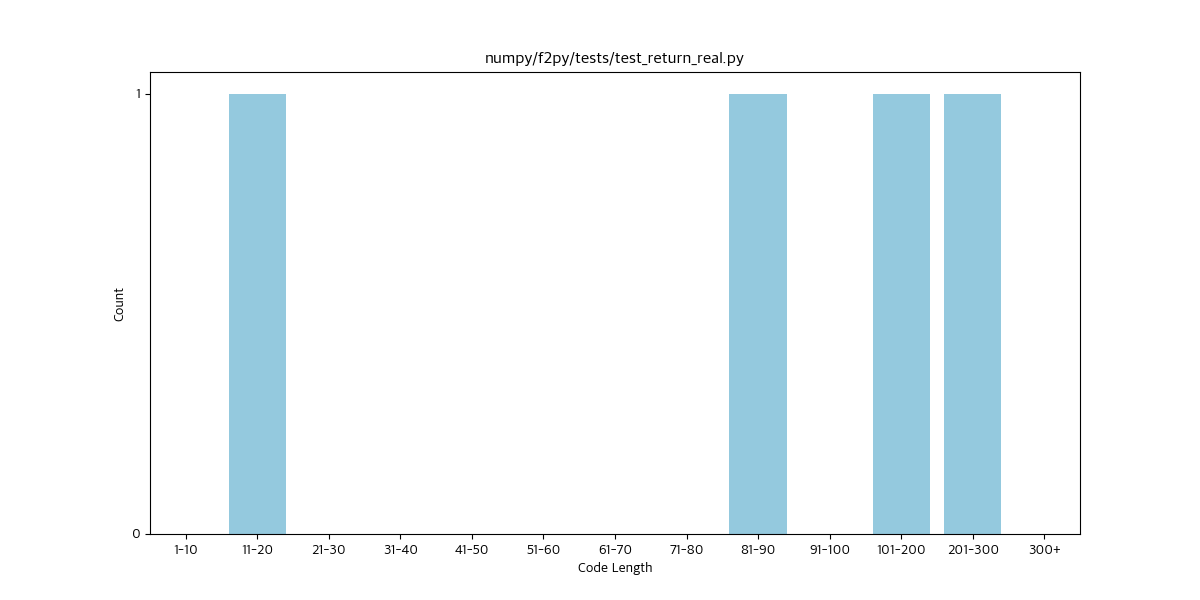 numpy/f2py/tests/test_return_real.py
Count
1
0
1-10 11-20 21-30 31-40 41-50 51-60 61-70 71-80 81-90 91-100 101-200 201-300 300+
Code Length